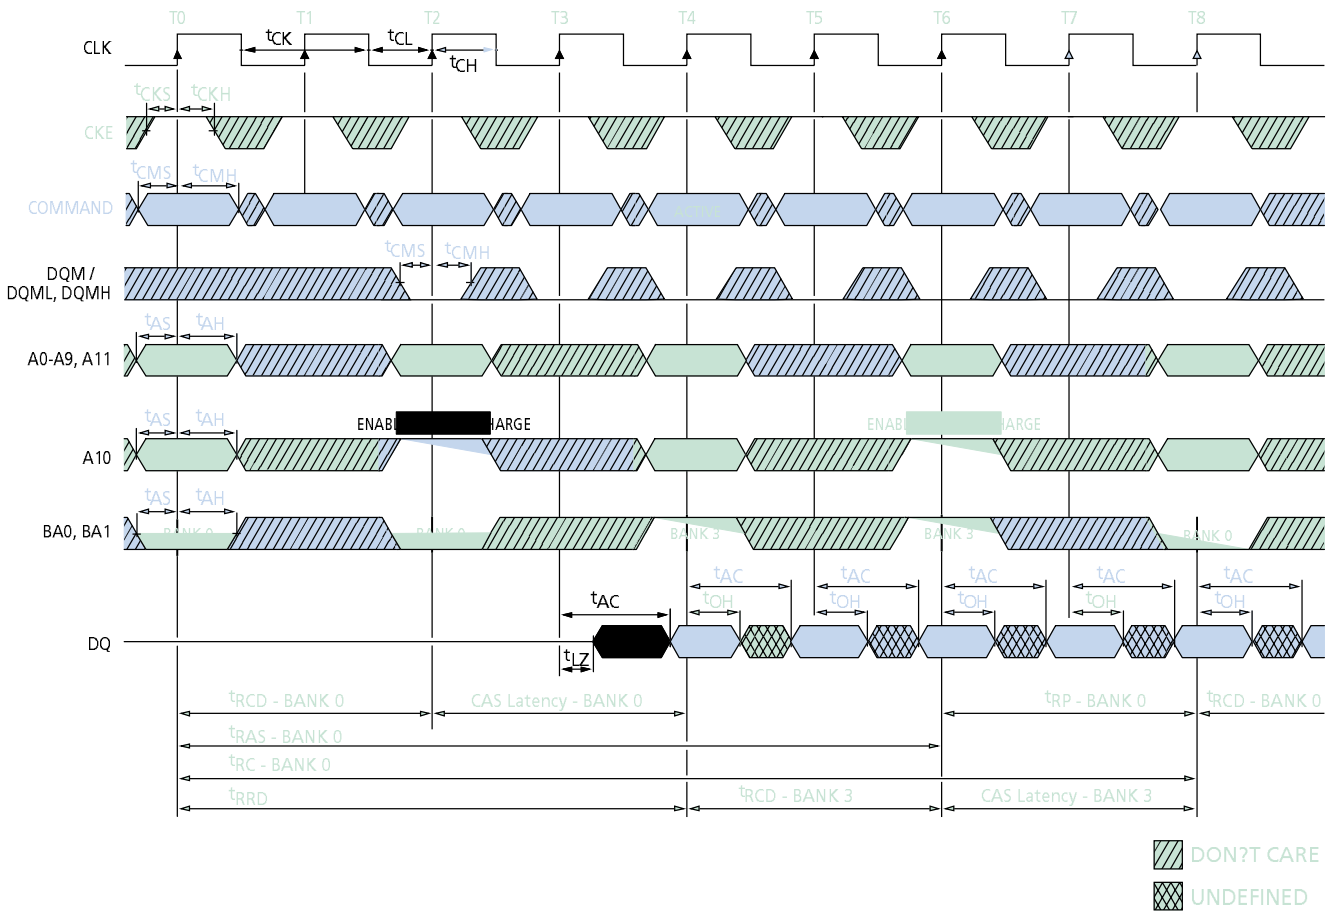 T0 T1 T2 T3 T4 T5 T6 T7 T8
CLK
tCK tCL
tCH
tCKS tCKH
CKE
tCMS tCMH
COMMAND
ACTIVE
tCMS tCMH
DQM /
DQML, DQMH
tAS tAH
A0-A9, A11
tAS tAH
A10
tAS tAH
BA0, BA1
BANK 0 BANK 0 BANK 3 BANK 3 BANK 0
tAC tAC tAC tAC tAC
tAC tOH tOH tOH tOH tOH
DQ
tLZ
tRCD - BANK 0 CAS Latency - BANK 0 tRP - BANK 0 tRCD - BANK 0
tRAS - BANK 0
tRC - BANK 0
tRRD tRCD - BANK 3 CAS Latency - BANK 3
DON?T CARE
UNDEFINED